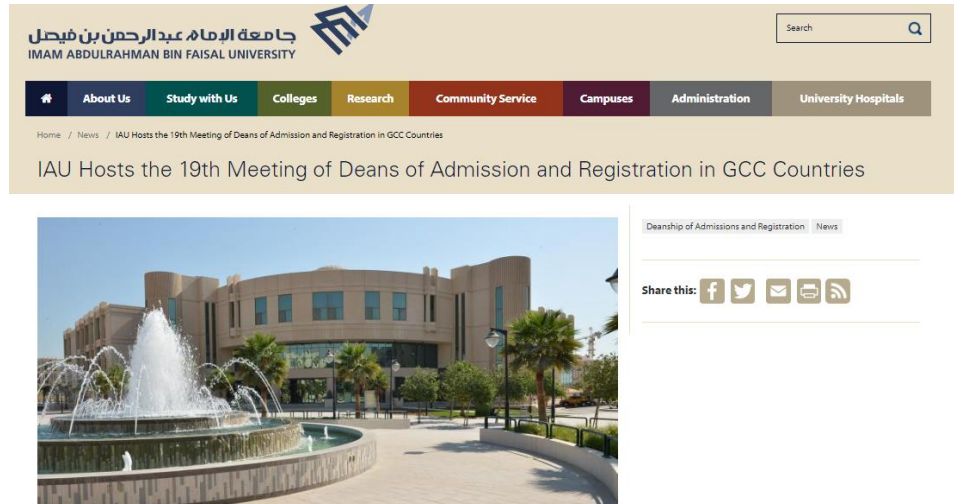 جامعة الإمام عبدالرحمن بن فيصل
IMAM ABDULRAHMAN BIN FAISAL UNIVERSITY
Search
About Us
Study with Us
Colleges
Research
Community Service
Campuses
Administration
University Hospitals
Home / News / IAU Hosts the 19th Meeting of Deans of Admission and Registration in GCC Countries
IAU Hosts the 19th Meeting of Deans of Admission and Registration in GCC Countries
Deanship of Admissions and Registration
News
Share this: